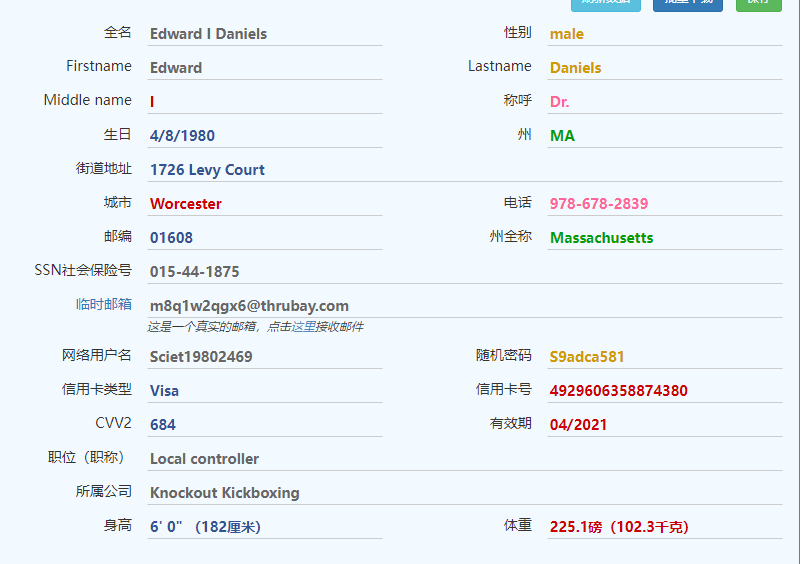 全名 Edward I Daniels 性别 male
Firstname Edward Lastname Daniels
Middle name I 称呼 Dr.
生日 4/8/1980 州 MA
街道地址 1726 Levy Court
城市 Worcester 电话 978-678-2839
邮编 01608 州全称 Massachusetts
SSN社会保险号 015-44-1875
临时邮箱 m8q1w2qgx6@thrubay.com
这是一个真实的邮箱，点击这里接收邮件
网络用户名 Sciet19802469 随机密码 S9adca581
信用卡类型 Visa 信用卡号 4929606358874380
CVV2 684 有效期 04/2021
职位（职称） Local controller
所属公司 Knockout Kickboxing
身高 6' 0" （182厘米） 体重 225.1磅（102.3千克）